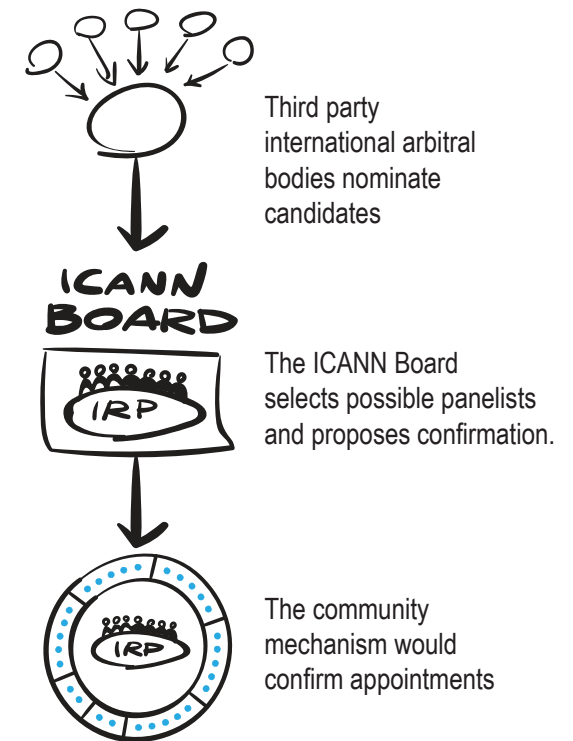 Third party
international arbitral
bodies nominate
candidates
ICANN
BOARD
IRP
The ICANN Board
selects possible panelists
and proposes confirmation.
IRP
The community
mechanism would
confirm appointments